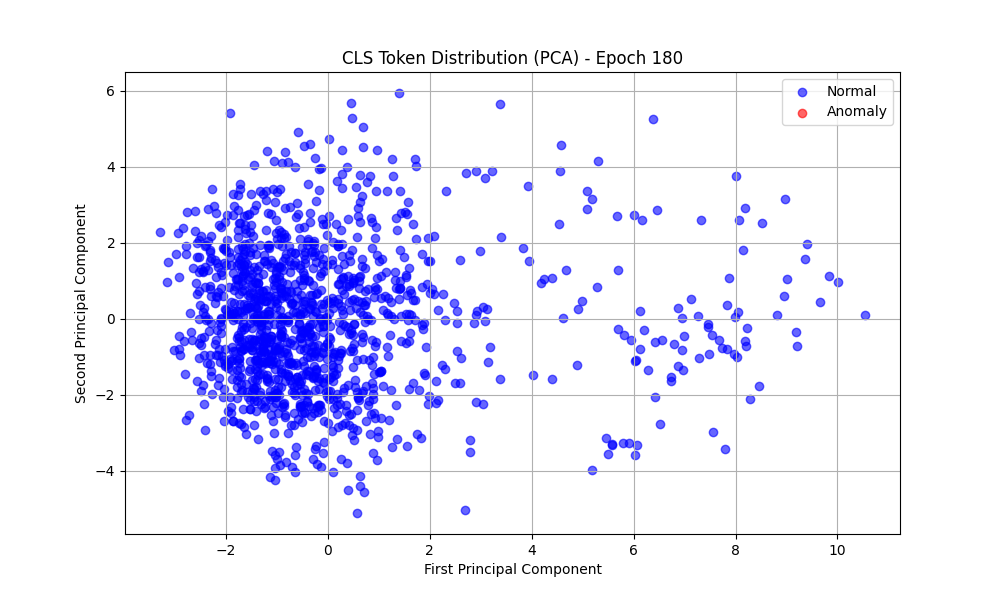 CLS Token Distribution (PCA) - Epoch 180
Normal
Anomaly
6
4
2
0
−2
−4
Second Principal Component
−2
0
2
4
6
8
10
First Principal Component